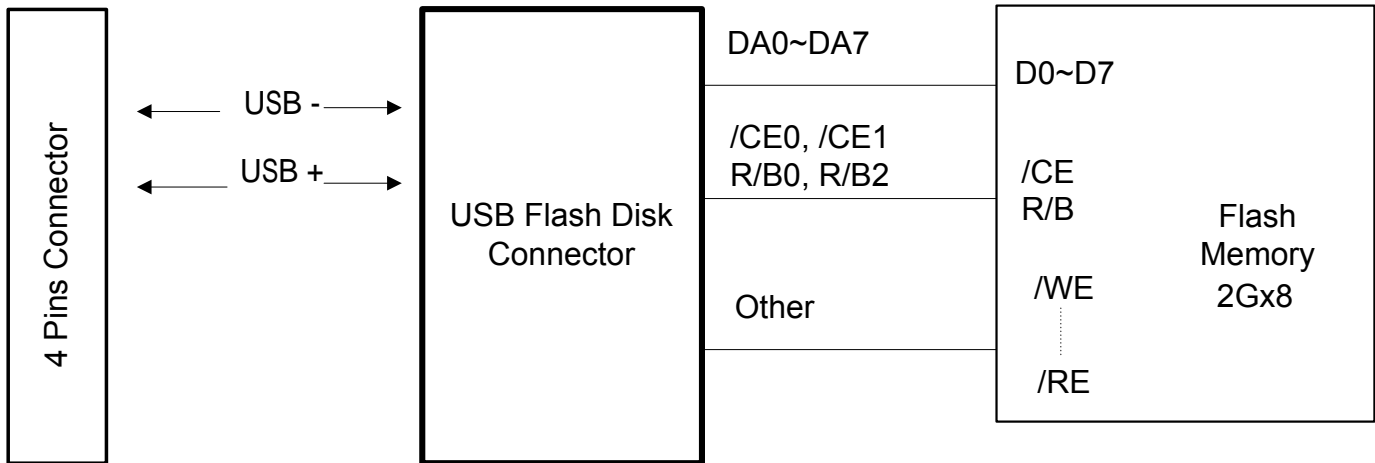 4 Pins Connector
USB -
USB +
USB Flash Disk
Connector
DA0~DA7
/CE0, /CE1
R/B0, R/B2
Other
D0~D7
/CE
R/B
/WE
/RE
Flash
Memory
2Gx8